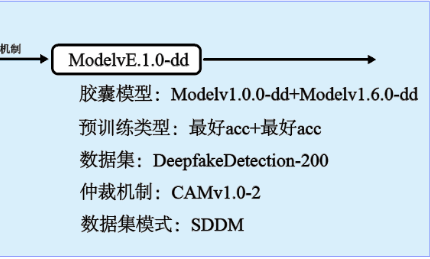 机制
ModelvE.1.0-dd
胶囊模型：Modelv1.0.0-dd+Modelv1.6.0-dd
预训练类型：最好acc+最好acc
数据集：DeepfakeDetection-200
仲裁机制：CAMv1.0-2
数据集模式：SDDM